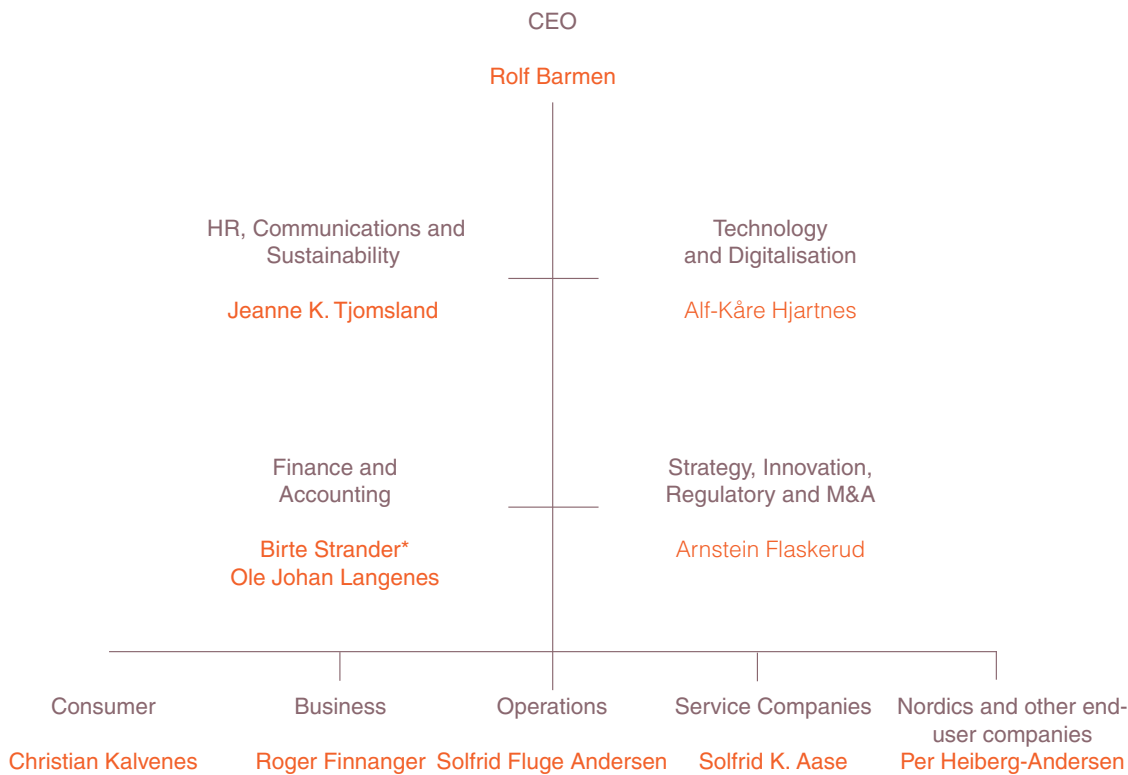 CEO
Rolf Barmen
HR, Communications and
Sustainability
Jeanne K. Tjomsland
Technology
and Digitalisation
Alf-Kåre Hjartnes
Finance and
Accounting
Birte Strander*
Ole Johan Langenes
Strategy, Innovation,
Regulatory and M&A
Arnstein Flaskerud
Consumer
Christian Kalvenes
Business
Roger Finnanger
Operations
Solfrid Fluge Andersen
Service Companies
Solfrid K. Aase
Nordics and other end-
user companies
Per Heiberg-Andersen